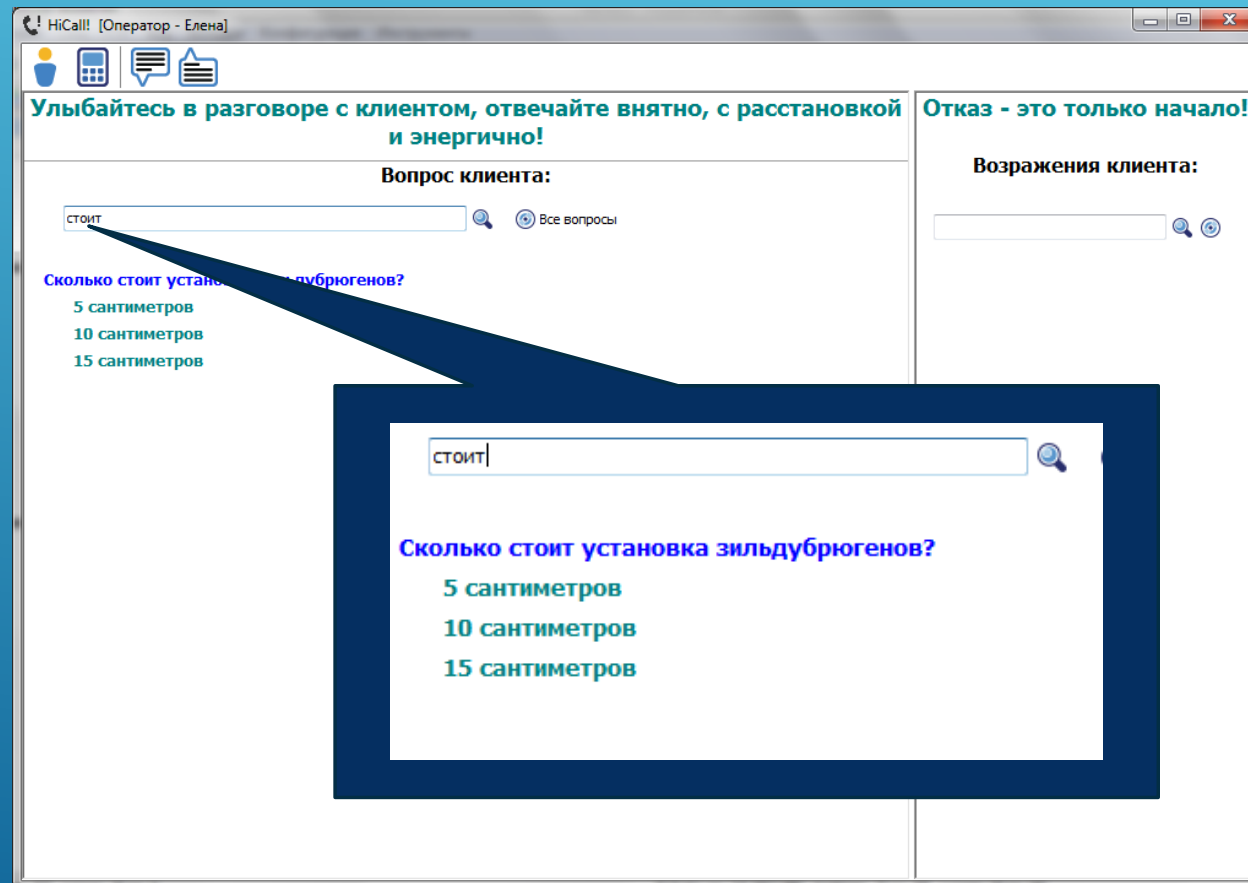 HiCall! [Оператор - Елена]
Улыбайтесь в разговоре с клиентом, отвечайте внятно, с расстановкой
и энергично!
Вопрос клиента:
стоит
Все вопросы
Сколько стоит дубрюгенов?
5 сантиметров
10 сантиметров
15 сантиметров
Отказ - это только начало!
Возражения клиента:
стоит
Сколько стоит установка зильдубрюгенов?
5 сантиметров
10 сантиметров
15 сантиметров